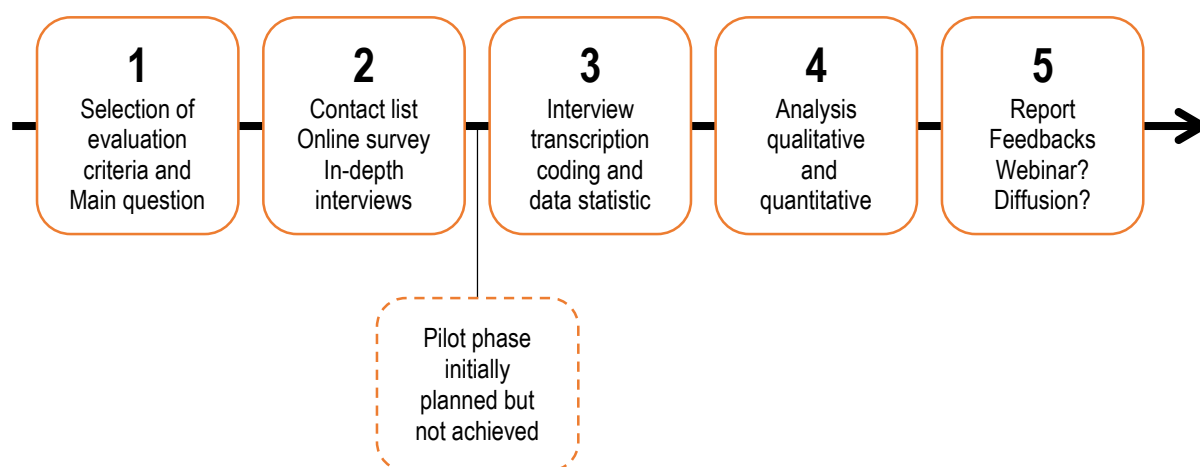 1
Selection of
evaluation
criteria and
Main question
2
Contact list
Online survey
In-depth
interviews
3
Interview
transcription
coding and
data statistic
4
Analysis
qualitative
and
quantitative
5
Report
Feedbacks
Webinar?
Diffusion?
Pilot phase
initially
planned but
not achieved